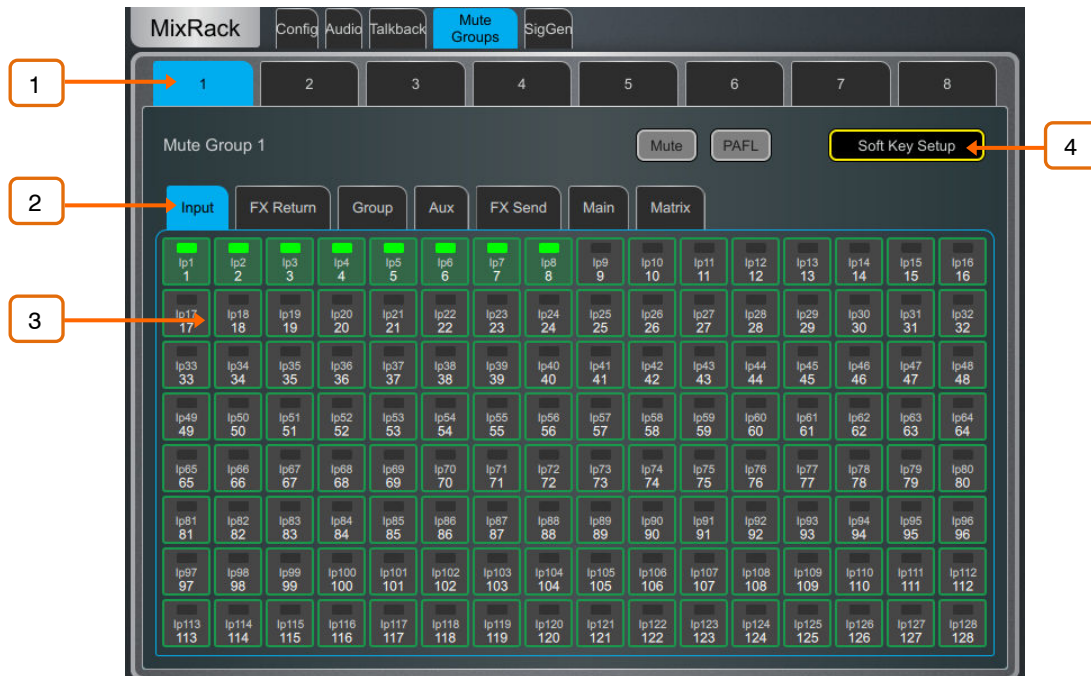 MixRack Config Audio Talkback Mute Groups SigGen
1 1 2 3 4 5 6 7 8
Mute Group 1 Mute PAFL Soft Key Setup 4
2 Input FX Return Group Aux FX Send Main Matrix
Ip1 Ip2 Ip3 Ip4 Ip5 Ip6 Ip7 Ip8 Ip9 Ip10 Ip11 Ip12 Ip13 Ip14 Ip15 Ip16
1 2 3 4 5 6 7 8 9 10 11 12 13 14 15 16
3 Ip17 Ip18 Ip19 Ip20 Ip21 Ip22 Ip23 Ip24 Ip25 Ip26 Ip27 Ip28 Ip29 Ip30 Ip31 Ip32
17 18 19 20 21 22 23 24 25 26 27 28 29 30 31 32
Ip33 Ip34 Ip35 Ip36 Ip37 Ip38 Ip39 Ip40 Ip41 Ip42 Ip43 Ip44 Ip45 Ip46 Ip47 Ip48
33 34 35 36 37 38 39 40 41 42 43 44 45 46 47 48
Ip49 Ip50 Ip51 Ip52 Ip53 Ip54 Ip55 Ip56 Ip57 Ip58 Ip59 Ip60 Ip61 Ip62 Ip63 Ip64
49 50 51 52 53 54 55 56 57 58 59 60 61 62 63 64
Ip65 Ip66 Ip67 Ip68 Ip69 Ip70 Ip71 Ip72 Ip73 Ip74 Ip75 Ip76 Ip77 Ip78 Ip79 Ip80
65 66 67 68 69 70 71 72 73 74 75 76 77 78 79 80
Ip81 Ip82 Ip83 Ip84 Ip85 Ip86 Ip87 Ip88 Ip89 Ip90 Ip91 Ip92 Ip93 Ip94 Ip95 Ip96
81 82 83 84 85 86 87 88 89 90 91 92 93 94 95 96
Ip97 Ip98 Ip99 Ip100 Ip101 Ip102 Ip103 Ip104 Ip105 Ip106 Ip107 Ip108 Ip109 Ip110 Ip111 Ip112
97 98 99 100 101 102 103 104 105 106 107 108 109 110 111 112
Ip113 Ip114 Ip115 Ip116 Ip117 Ip118 Ip119 Ip120 Ip121 Ip122 Ip123 Ip124 Ip125 Ip126 Ip127 Ip128
113 114 115 116 117 118 119 120 121 122 123 124 125 126 127 128